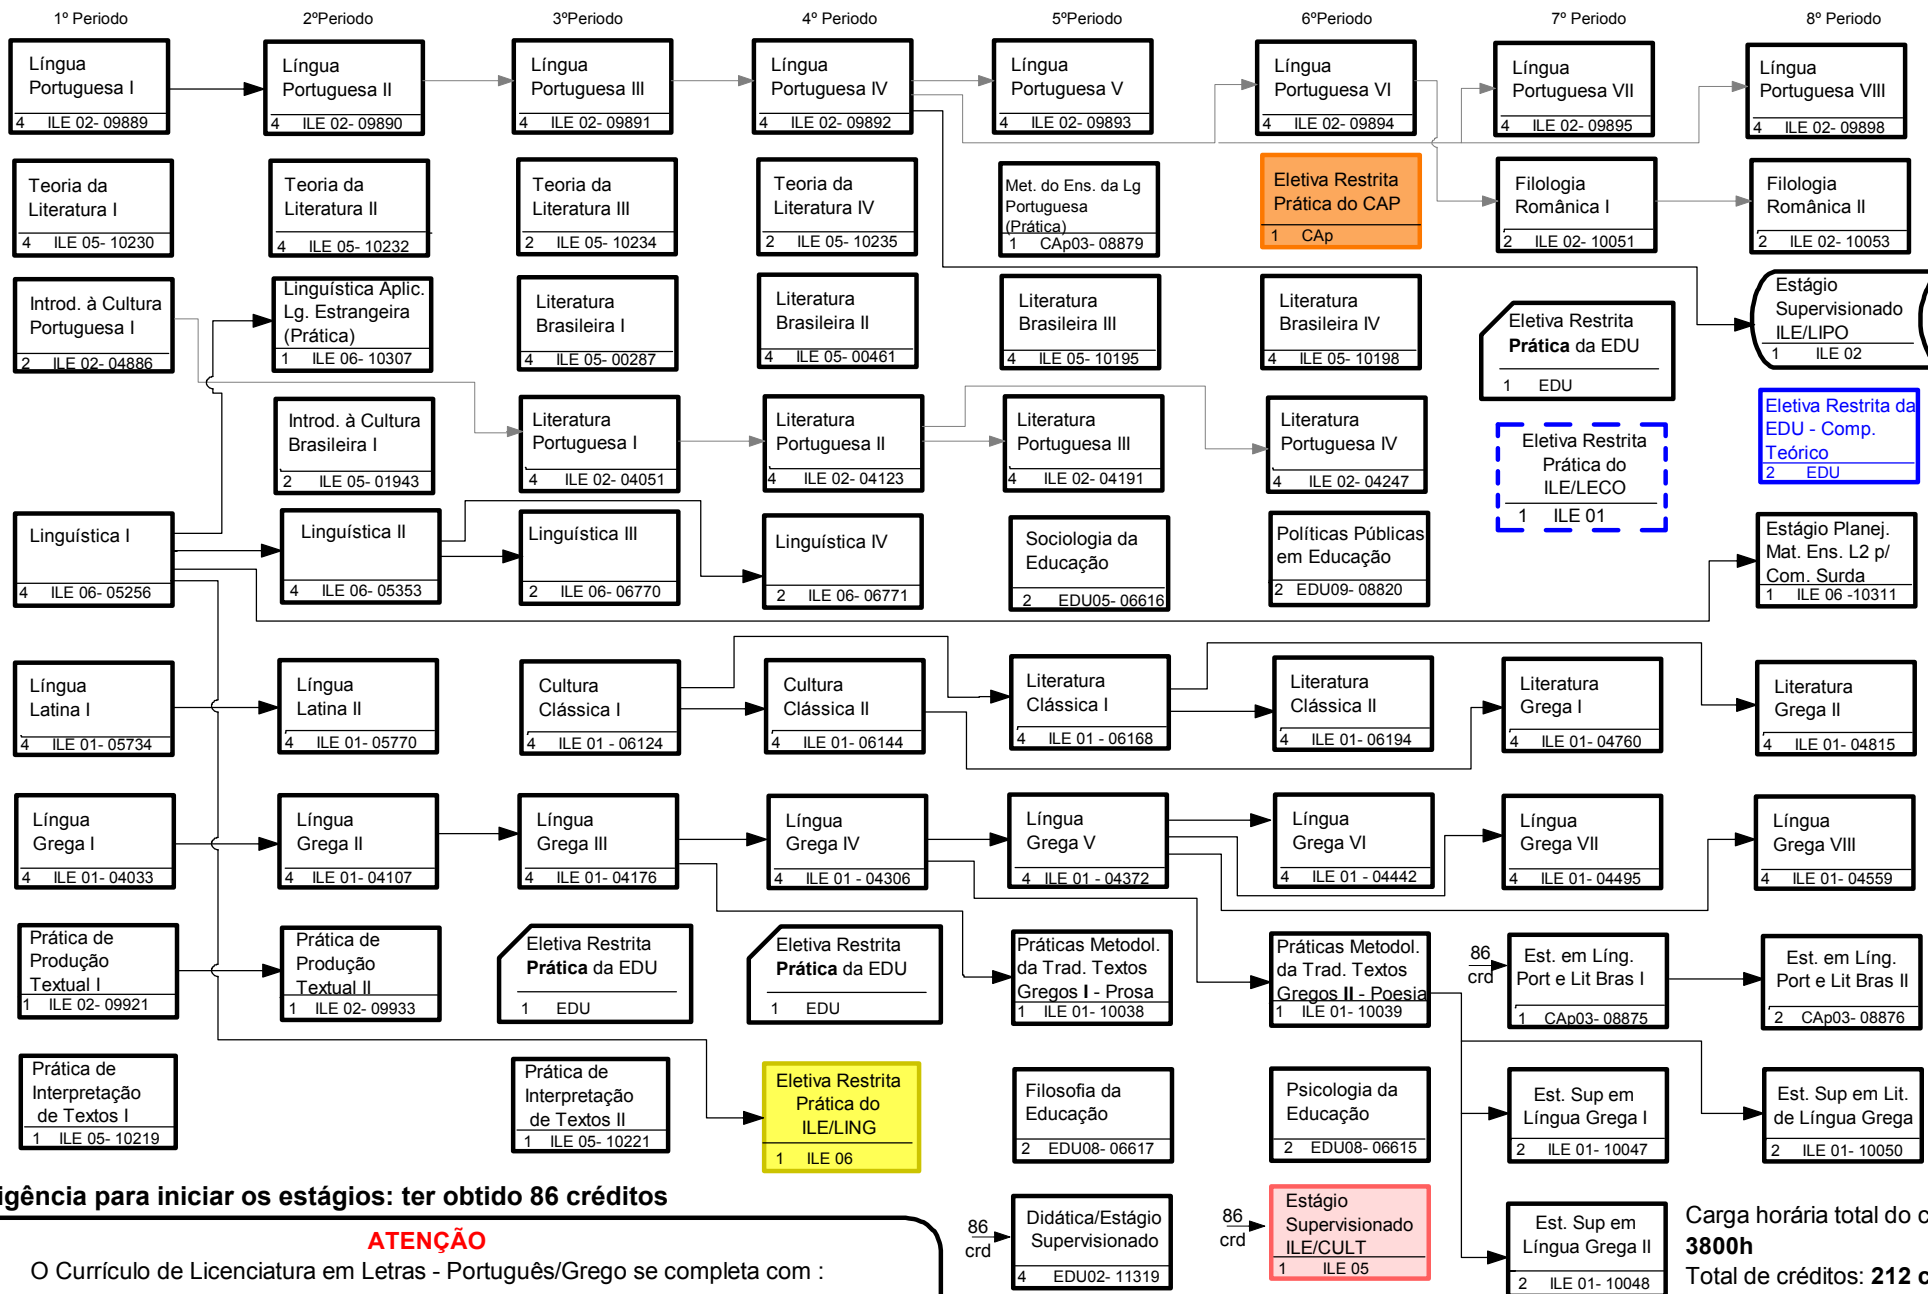 1º Periodo
2ºPeriodo
3ºPeriodo
4º Periodo
5ºPeriodo
6ºPeriodo
7º Periodo
8º Periodo
Língua
Portuguesa I
4 ILE 02- 09889
Língua
Portuguesa II
4 ILE 02- 09890
Língua
Portuguesa III
4 ILE 02- 09891
Língua
Portuguesa IV
4 ILE 02- 09892
Língua
Portuguesa V
4 ILE 02- 09893
Língua
Portuguesa VI
4 ILE 02- 09894
Língua
Portuguesa VII
4 ILE 02- 09895
Língua
Portuguesa VIII
4 ILE 02- 09898
Teoria da
Literatura I
4 ILE 05- 10230
Teoria da
Literatura II
4 ILE 05- 10232
Teoria da
Literatura III
2 ILE 05- 10234
Teoria da
Literatura IV
2 ILE 05- 10235
Met. do Ens. da Lg
Portuguesa
(Prática)
1 CAp03- 08879
Eletiva Restrita
Prática do CAP
1 CAp
Filologia
Românica I
2 ILE 02- 10051
Filologia
Românica II
2 ILE 02- 10053
Introd. à Cultura
Portuguesa I
2 ILE 02- 04886
Linguística Aplic.
Lg. Estrangeira
(Prática)
1 ILE 06- 10307
Literatura
Brasileira I
4 ILE 05- 00287
Literatura
Brasileira II
4 ILE 05- 00461
Literatura
Brasileira III
4 ILE 05- 10195
Literatura
Brasileira IV
4 ILE 05- 10198
Eletiva Restrita
Prática da EDU
1 EDU
Estágio
Supervisionado
ILE/LIPO
1 ILE 02
Introd. à Cultura
Brasileira I
2 ILE 05- 01943
Literatura
Portuguesa I
4 ILE 02- 04051
Literatura
Portuguesa II
4 ILE 02- 04123
Literatura
Portuguesa III
4 ILE 02- 04191
Literatura
Portuguesa IV
4 ILE 02- 04247
Eletiva Restrita
Prática do
ILE/LECO
1 ILE 01
Eletiva Restrita da
EDU - Comp.
Teórico
2 EDU
Linguística I
4 ILE 06- 05256
Linguística II
4 ILE 06- 05353
Linguística III
2 ILE 06- 06770
Linguística IV
2 ILE 06- 06771
Sociologia da
Educação
2 EDU05- 06616
Políticas Públicas
em Educação
2 EDU09- 08820
Estágio Planej.
Mat. Ens. L2 p/
Com. Surda
1 ILE 06 -10311
Língua
Latina I
4 ILE 01- 05734
Língua
Latina II
4 ILE 01- 05770
Cultura
Clássica I
4 ILE 01 - 06124
Cultura
Clássica II
4 ILE 01- 06144
Literatura
Clássica I
4 ILE 01 - 06168
Literatura
Clássica II
4 ILE 01- 06194
Literatura
Grega I
4 ILE 01- 04760
Literatura
Grega II
4 ILE 01- 04815
Língua
Grega I
4 ILE 01- 04033
Língua
Grega II
4 ILE 01- 04107
Língua
Grega III
4 ILE 01- 04176
Língua
Grega IV
4 ILE 01 - 04306
Língua
Grega V
4 ILE 01 - 04372
Língua
Grega VI
4 ILE 01 - 04442
Língua
Grega VII
4 ILE 01- 04495
Língua
Grega VIII
4 ILE 01- 04559
Prática de
Produção
Textual I
1 ILE 02- 09921
Prática de
Produção
Textual II
1 ILE 02- 09933
Eletiva Restrita
Prática da EDU
1 EDU
Eletiva Restrita
Prática da EDU
1 EDU
Práticas Metodol.
da Trad. Textos
Gregos I - Prosa
1 ILE 01- 10038
Práticas Metodol.
da Trad. Textos
Gregos II - Poesia
1 ILE 01- 10039
86
crd
Est. em Líng.
Port e Lit Bras I
1 CAp03- 08875
Est. em Líng.
Port e Lit Bras II
2 CAp03- 08876
Prática de
Interpretação
de Textos I
1 ILE 05- 10219
Prática de
Interpretação
de Textos II
1 ILE 05- 10221
Eletiva Restrita
Prática do
ILE/LING
1 ILE 06
Filosofia da
Educação
2 EDU08- 06617
Psicologia da
Educação
2 EDU08- 06615
Est. Sup em
Língua Grega I
2 ILE 01- 10047
Est. Sup em Lit.
de Língua Grega
2 ILE 01- 10050
igência para iniciar os estágios: ter obtido 86 créditos
ATENÇÃO
O Currículo de Licenciatura em Letras - Português/Grego se completa com :
86
crd
Didática/Estágio
Supervisionado
4 EDU02- 11319
86
crd
Estágio
Supervisionado
ILE/CULT
1 ILE 05
Est. Sup em
Língua Grega II
2 ILE 01- 10048
Carga horária total do c
3800h
Total de créditos: 212 c